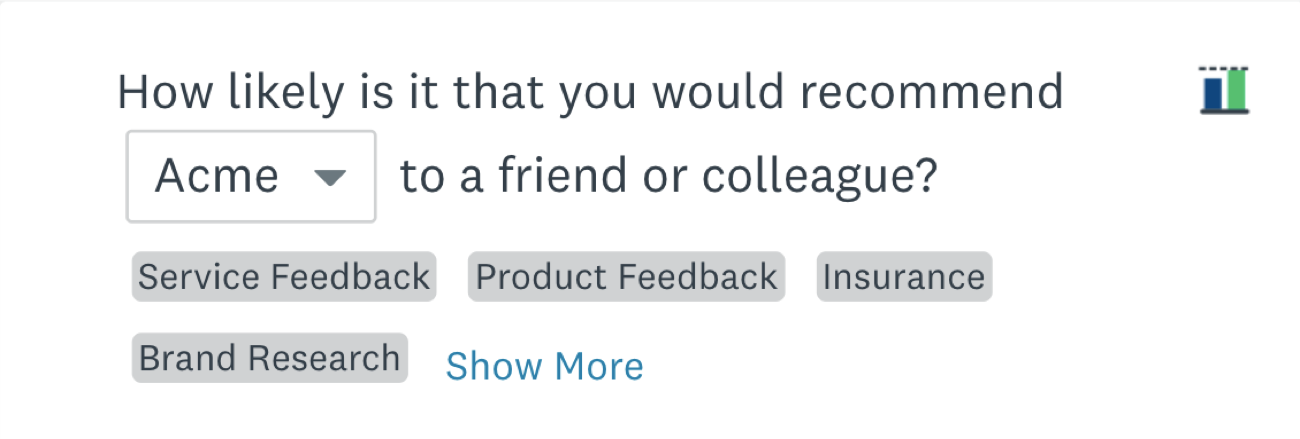 How likely is it that you would recommend
Acme to a friend or colleague?
Service Feedback Product Feedback Insurance
Brand Research Show More